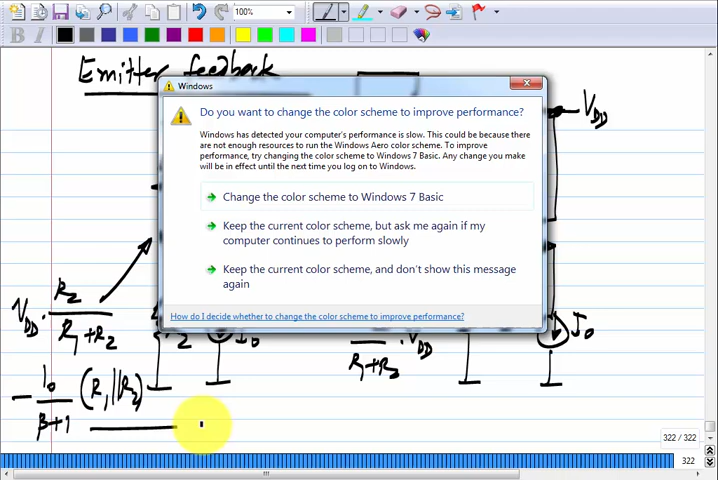 100%
B I
Emitter feedback
Windows
Do you want to change the color scheme to improve performance?
Windows has detected your computer's performance is slow. This could be because there
are not enough resources to run the Windows Aero color scheme. To improve
performance, try changing the color scheme to Windows 7 Basic. Any change you make
will be in effect until the next time you log on to Windows.
Change the color scheme to Windows 7 Basic
Keep the current color scheme, but ask me again if my
computer continues to perform slowly
Keep the current color scheme, and don't show this message
again
How do I decide whether to change the color scheme to improve performance?
VDD
VDD · R2
R1+R2
2
I0
R1+R2 · VDD
I0
- I0 (R1||R2)
β+1
322 / 322
322